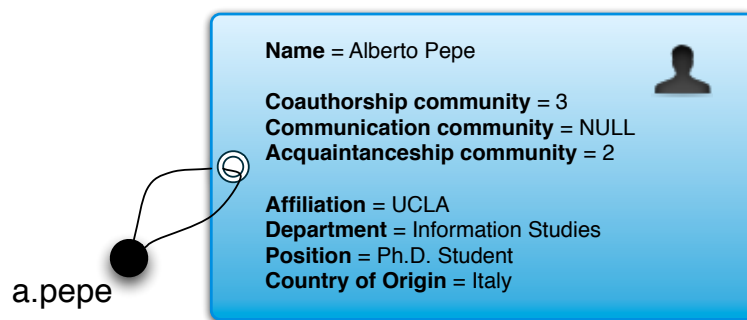 Name = Alberto Pepe
Coauthorship community = 3
Communication community = NULL
Acquaintanceship community = 2
Affiliation = UCLA
Department = Information Studies
Position = Ph.D. Student
Country of Origin = Italy
a.pepe